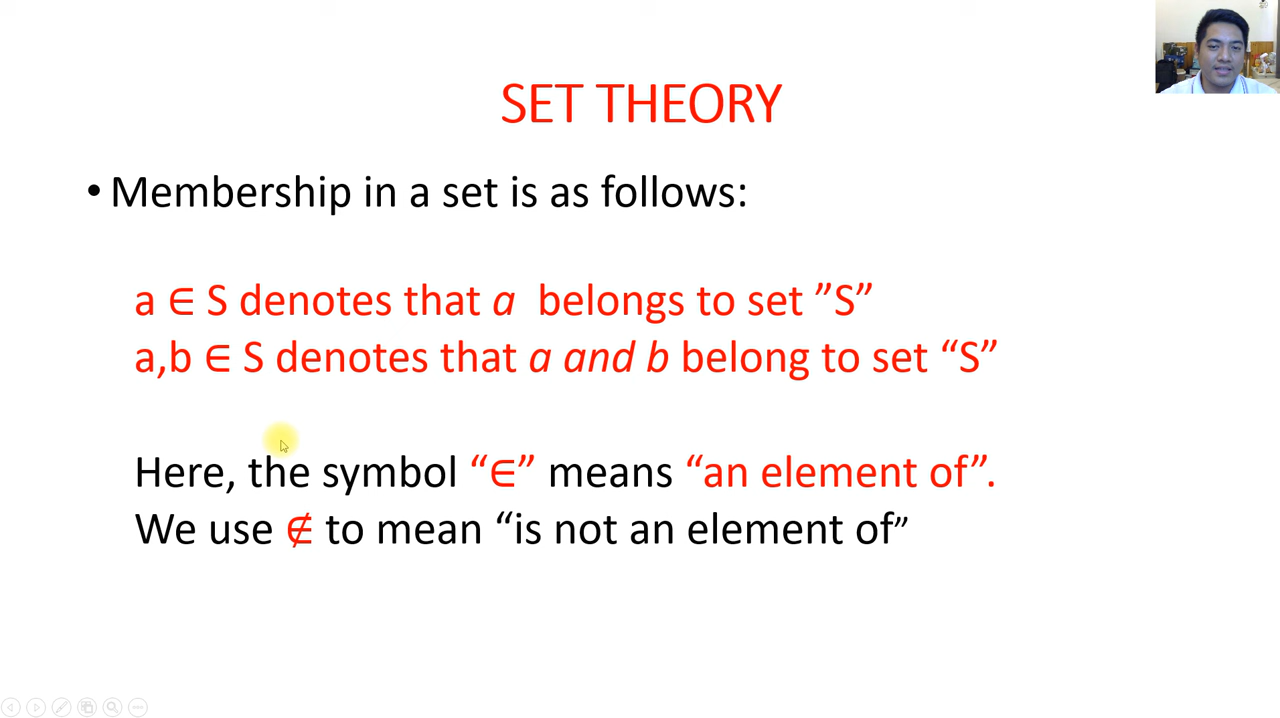 SET THEORY
• Membership in a set is as follows:
a ∈ S denotes that a belongs to set ”S”
a,b ∈ S denotes that a and b belong to set “S”
Here, the symbol “∈” means “an element of”.
We use ∉ to mean “is not an element of”